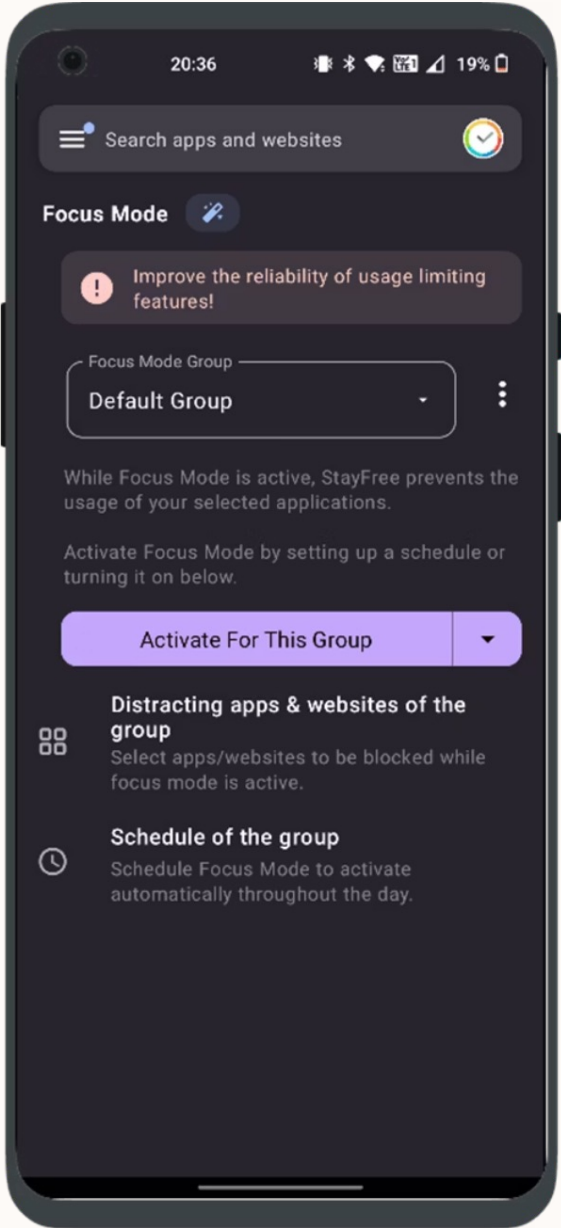 20:36
19%
Search apps and websites
Focus Mode
Improve the reliability of usage limiting
features!
Focus Mode Group
Default Group
While Focus Mode is active, StayFree prevents the
usage of your selected applications.
Activate Focus Mode by setting up a schedule or
turning it on below.
Activate For This Group
Distracting apps & websites of the
group
Select apps/websites to be blocked while
focus mode is active.
Schedule of the group
Schedule Focus Mode to activate
automatically throughout the day.